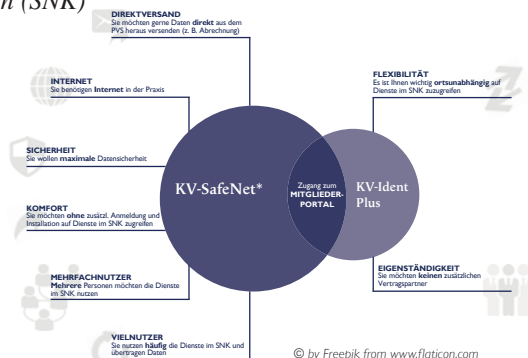 (SNK)
DIREKTVERSAND
Sie möchten gerne Daten direkt aus dem
PVS heraus versenden (z. B. Abrechnung)
INTERNET
Sie benötigen Internet in der Praxis
SICHERHEIT
Sie wollen maximale Datensicherheit
KOMFORT
Sie möchten ohne zusätzl. Anmeldung und
Installation auf Dienste im SNK zugreifen
MEHRFACHNUTZER
Mehrere Personen möchten die Dienste
im SNK nutzen
VIELNUTZER
Sie nutzen häufig die Dienste im SNK und
übertragen Daten
KV-SafeNet*
Zugang zum
MITGLIEDER-
PORTAL
KV-Ident
Plus
FLEXIBILITÄT
Es ist Ihnen wichtig ortsunabhängig auf
Dienste im SNK zuzugreifen
EIGENSTÄNDIGKEIT
Sie möchten keinen zusätzlichen
Vertragspartner
© by Freepik from www.flaticon.com